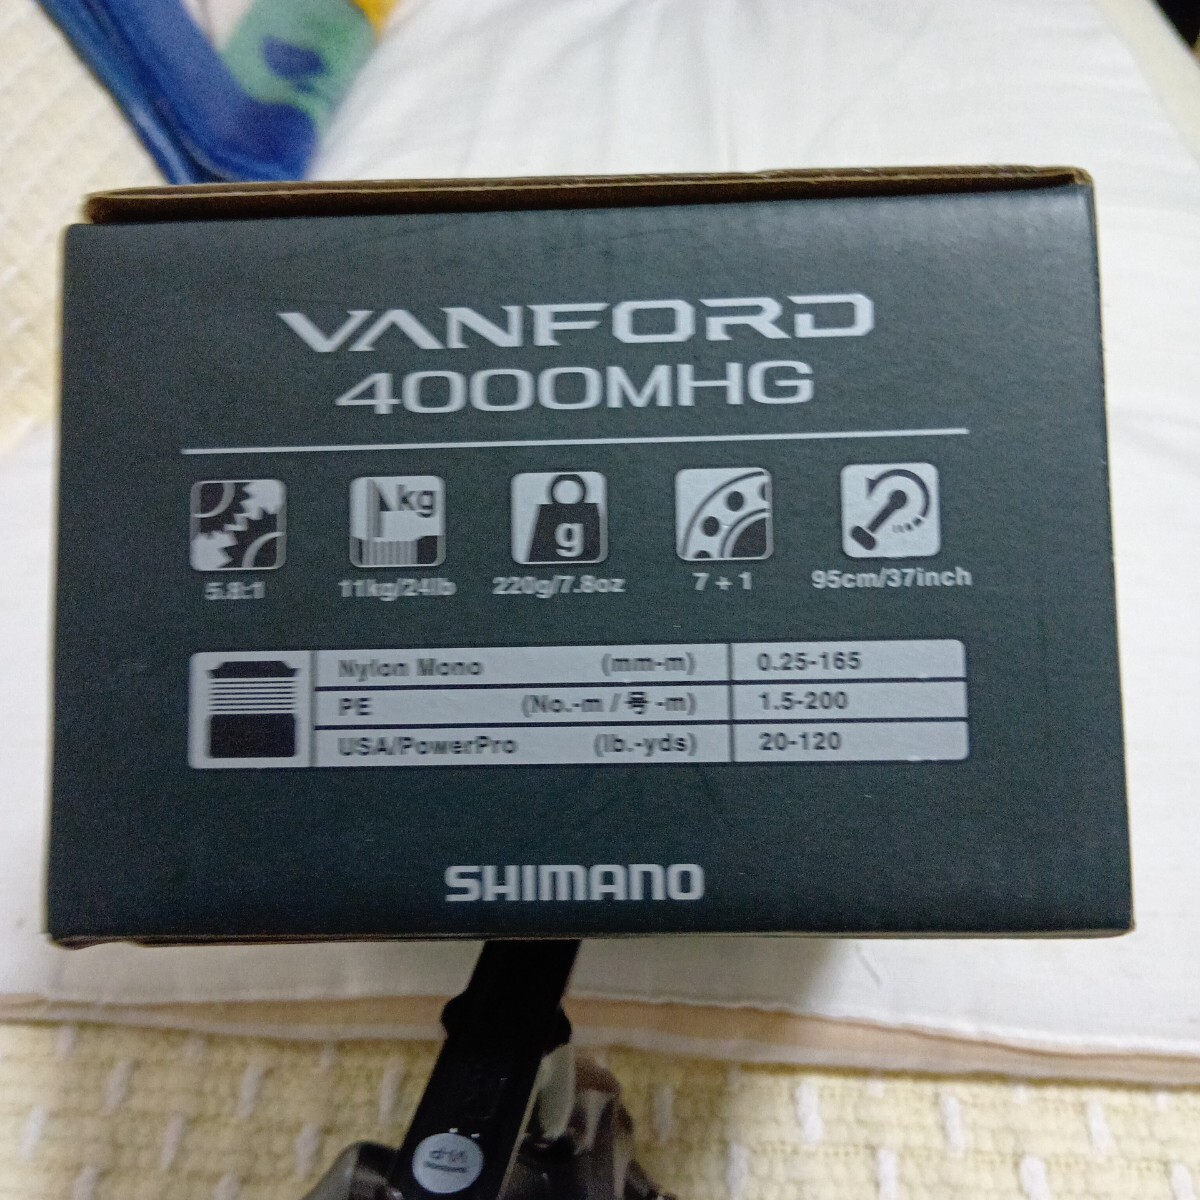 VANFORD
4000MHG
kg
g
5.8:1
11kg/24lb
220g/7.8oz
7 + 1
95cm/37inch
Nylon Mono (mm-m) 0.25-165
PE (No.-m / 号 -m) 1.5-200
USA/PowerPro (lb.-yds) 20-120
SHIMANO